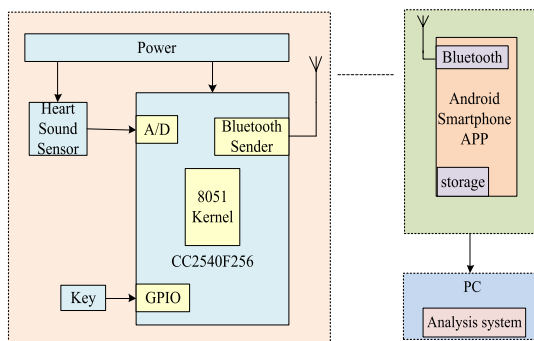 Power
Heart
Sound
Sensor
A/D
Bluetooth
Sender
8051
Kernel
CC2540F256
Key
GPIO
Bluetooth
Android
Smartphone
APP
storage
PC
Analysis system